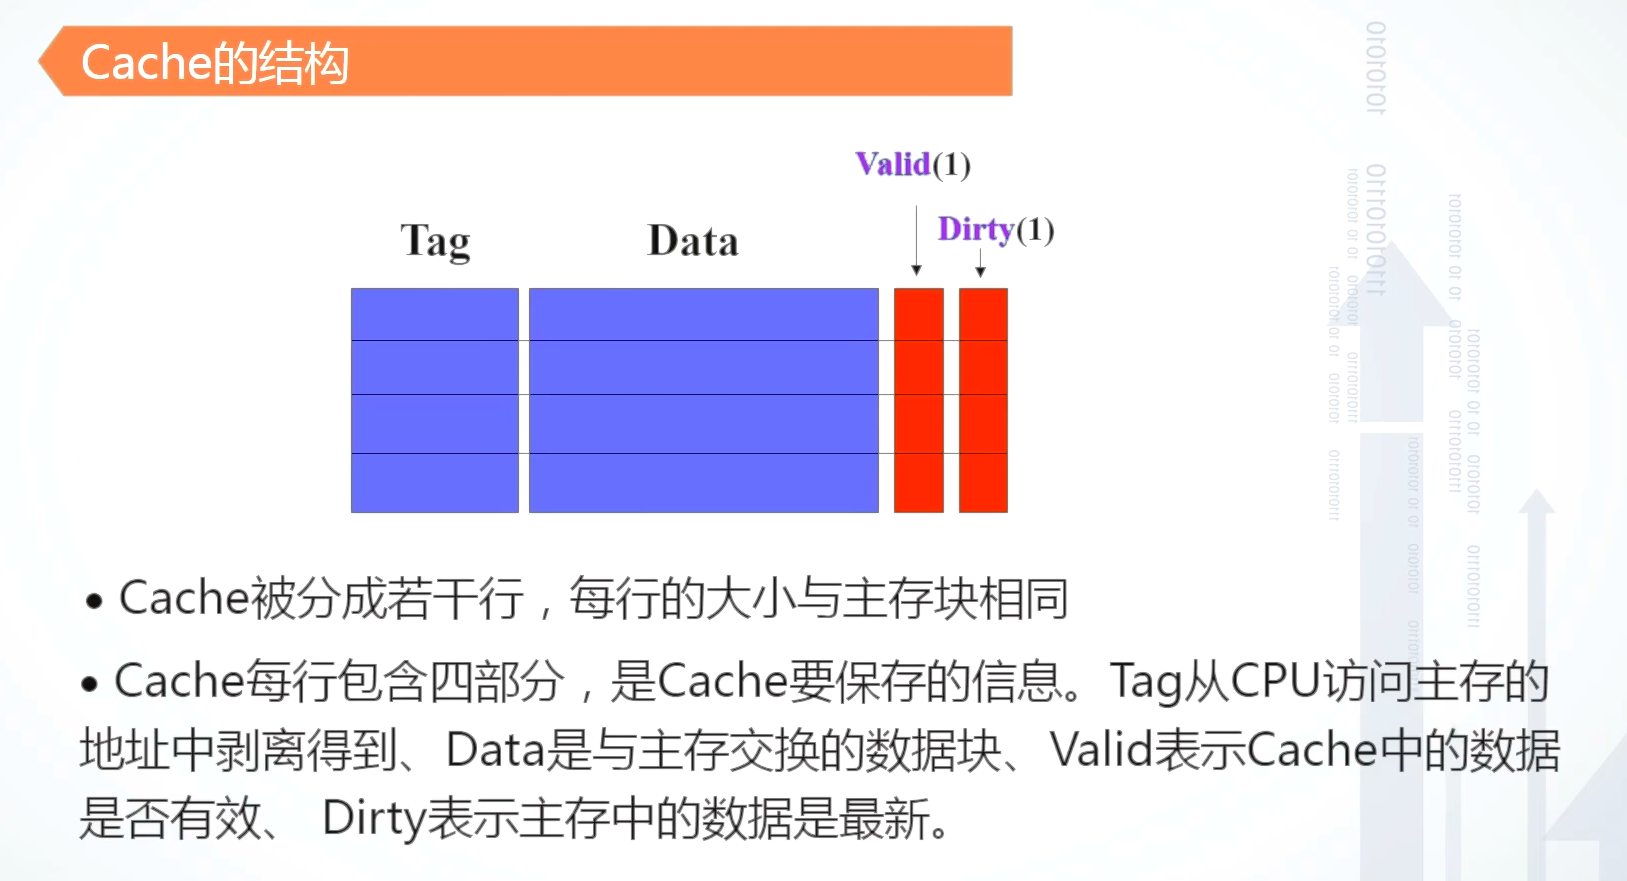 Cache的结构
Valid(1)
Dirty(1)
Tag
Data
• Cache被分成若干行，每行的大小与主存块相同
• Cache每行包含四部分，是Cache要保存的信息。Tag从CPU访问主存的
地址中剥离得到、Data是与主存交换的数据块、Valid表示Cache中的数据
是否有效、 Dirty表示主存中的数据是最新。